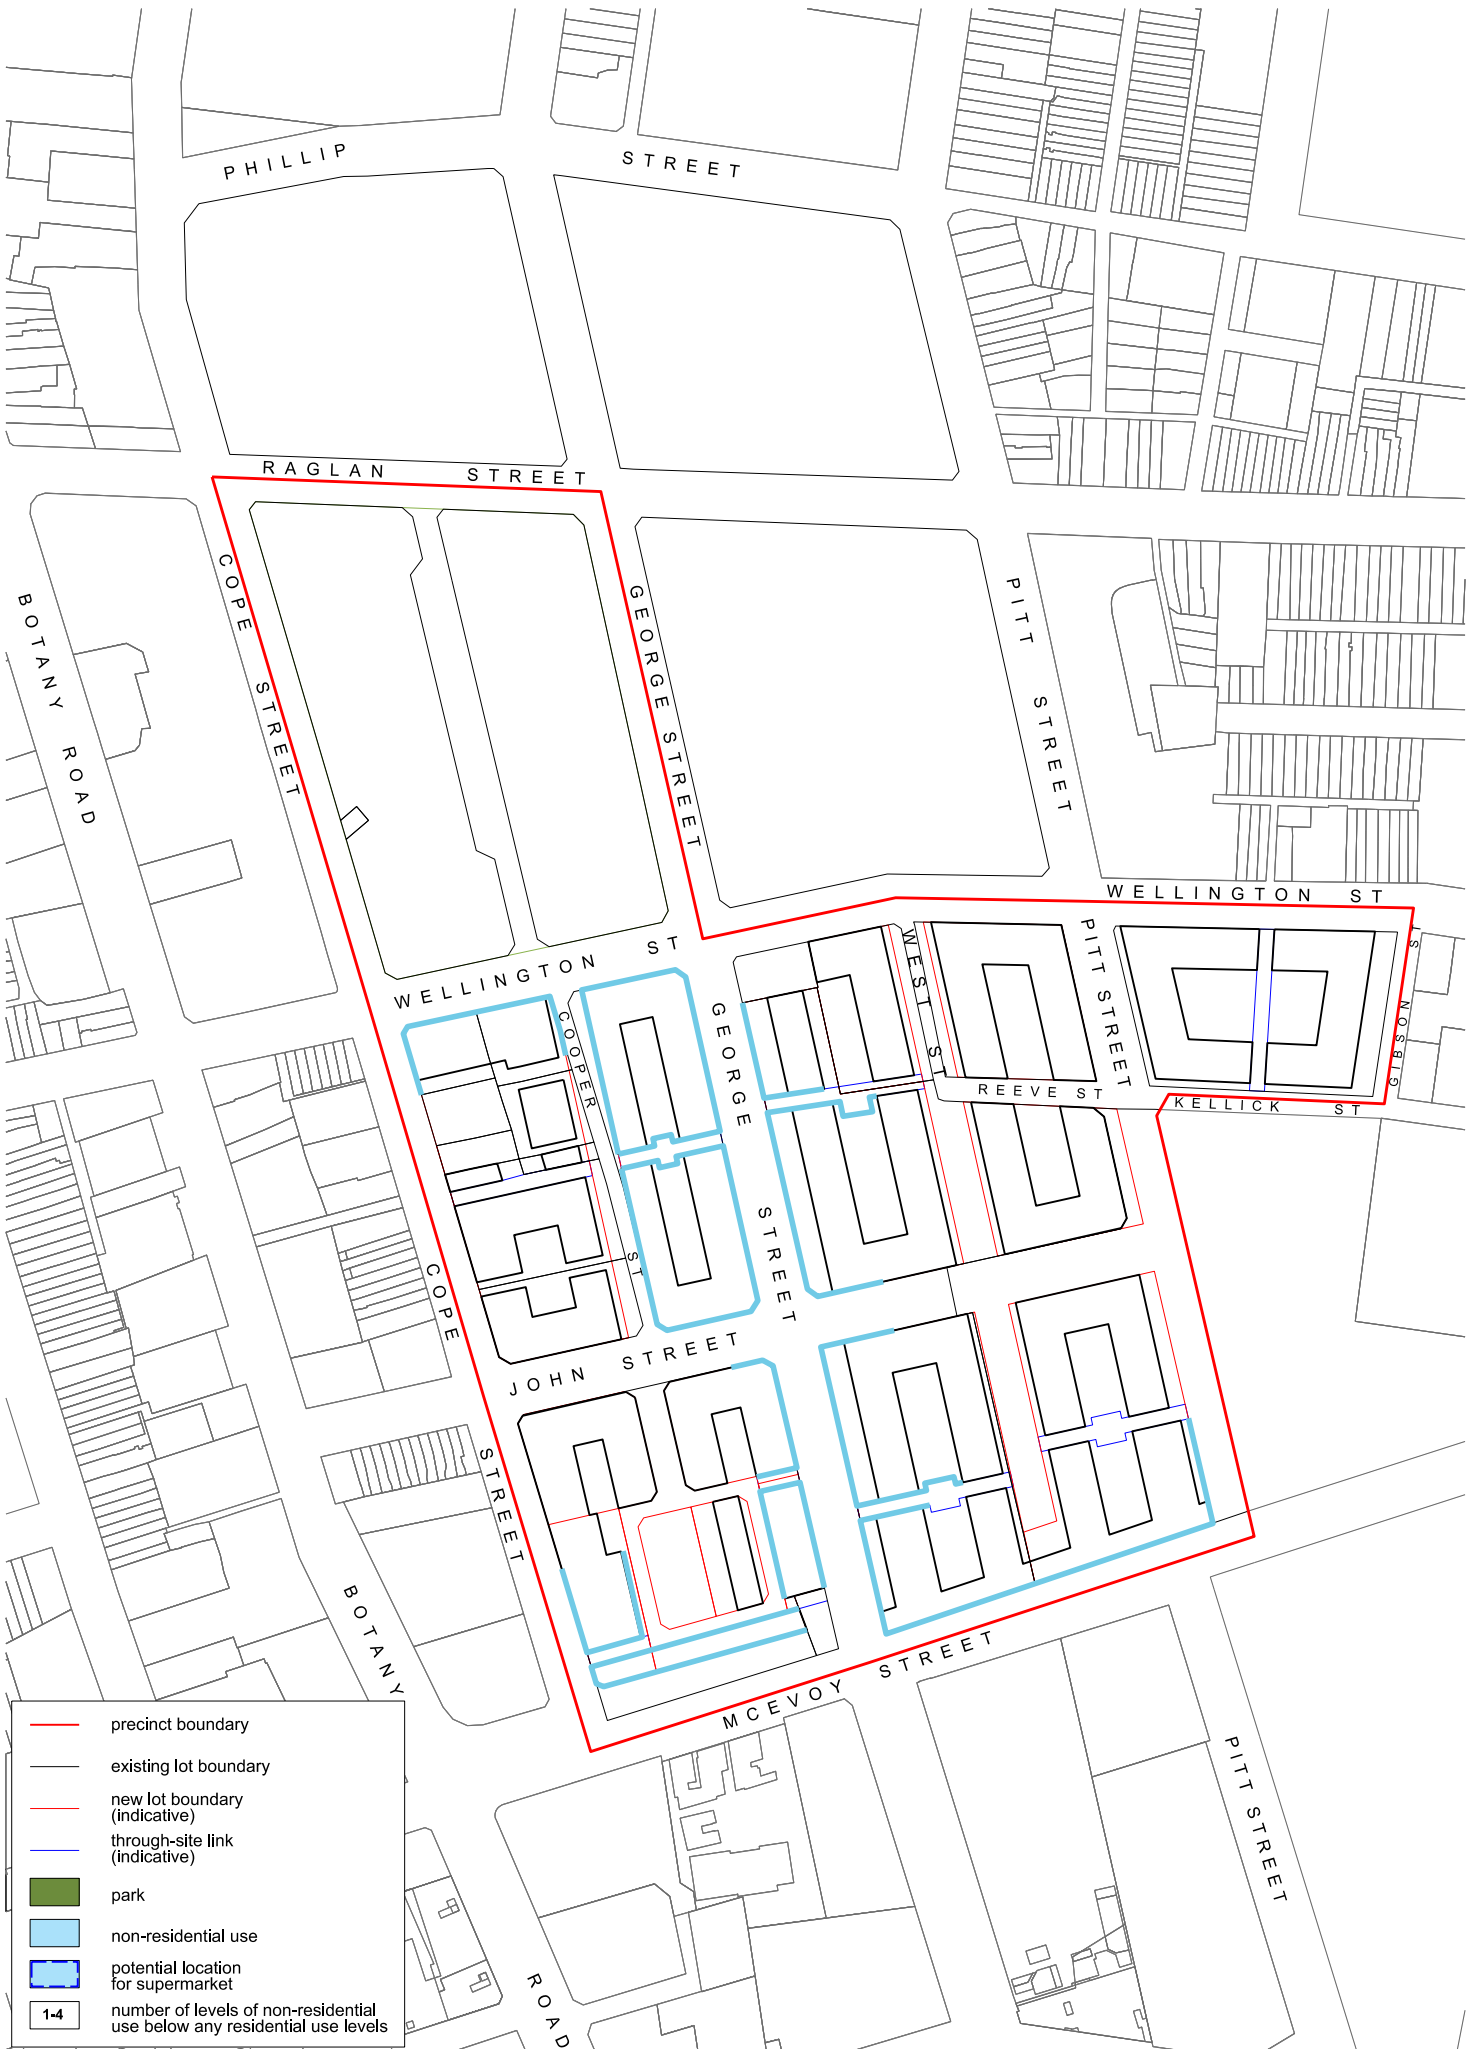 PHILLIP STREET
RAGLAN STREET
COPE STREET
BOTANY ROAD
GEORGE STREET
PITT STREET
WELLINGTON ST
WELLINGTON ST
WEST ST
PITT STREET
GIBSON ST
COOPER ST
GEORGE STREET
REEVE ST
KELLICK ST
COPE STREET
JOHN STREET
BOTANY ROAD
MCEVOY STREET
PITT STREET
precinct boundary
existing lot boundary
new lot boundary
(indicative)
through-site link
(indicative)
park
non-residential use
potential location
for supermarket
1-4
number of levels of non-residential
use below any residential use levels